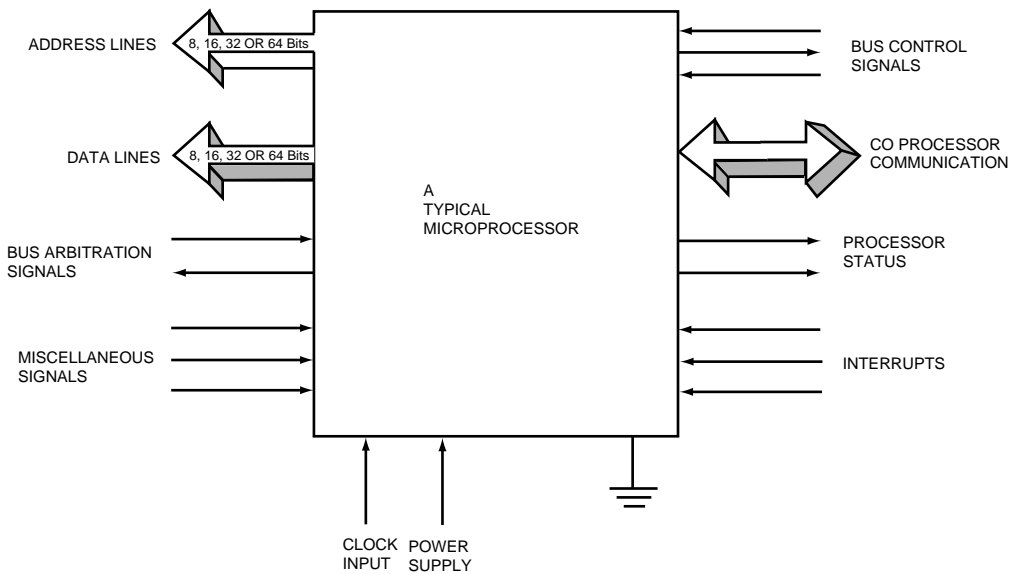 ADDRESS LINES
8, 16, 32 OR 64 Bits
DATA LINES
8, 16, 32 OR 64 Bits
BUS ARBITRATION
SIGNALS
MISCELLANEOUS
SIGNALS
A
TYPICAL
MICROPROCESSOR
BUS CONTROL
SIGNALS
CO PROCESSOR
COMMUNICATION
PROCESSOR
STATUS
INTERRUPTS
CLOCK
INPUT
POWER
SUPPLY